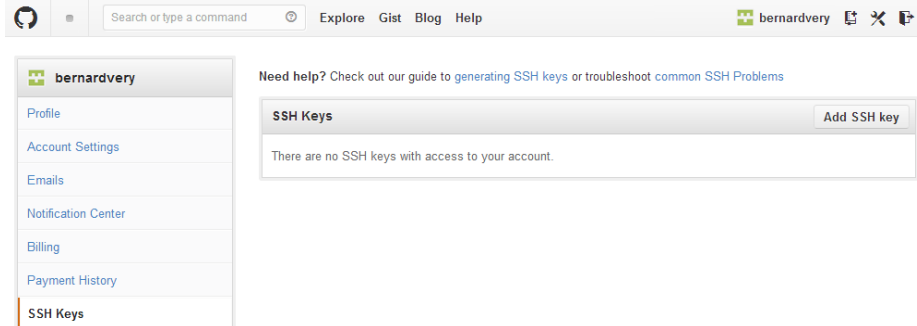 Search or type a command Explore Gist Blog Help bernardvery
bernardvery
Profile
Account Settings
Emails
Notification Center
Billing
Payment History
SSH Keys
Need help? Check out our guide to generating SSH keys or troubleshoot common SSH Problems
SSH Keys Add SSH key
There are no SSH keys with access to your account.